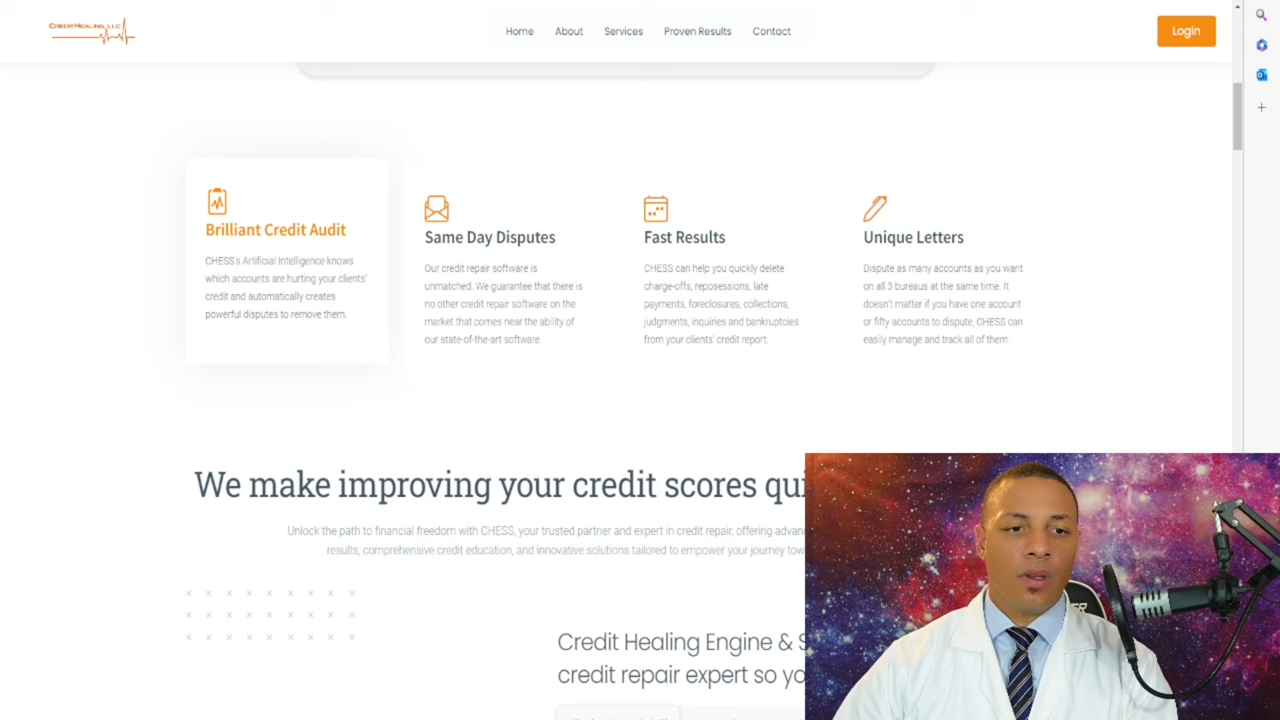 CREDITHEALING, LLC
Home
About
Services
Proven Results
Contact
Login
Brilliant Credit Audit
CHESS's Artificial Intelligence knows
which accounts are hurting your clients'
credit and automatically creates
powerful disputes to remove them.
Same Day Disputes
Our credit repair software is
unmatched. We guarantee that there is
no other credit repair software on the
market that comes near the ability of
our state-of-the-art software.
Fast Results
CHESS can help you quickly delete
charge-offs, reposessions, late
payments, foreclosures, collections,
judgments, inquiries and bankruptcies
from your clients' credit report.
Unique Letters
Dispute as many accounts as you want
on all 3 bureaus at the same time. It
doesn't matter if you have one account
or fifty accounts to dispute, CHESS can
easily manage and track all of them.
We make improving your credit scores qui
Unlock the path to financial freedom with CHESS, your trusted partner and expert in credit repair, offering advanc
results, comprehensive credit education, and innovative solutions tailored to empower your journey tow
Credit Healing Engine & S
credit repair expert so yo